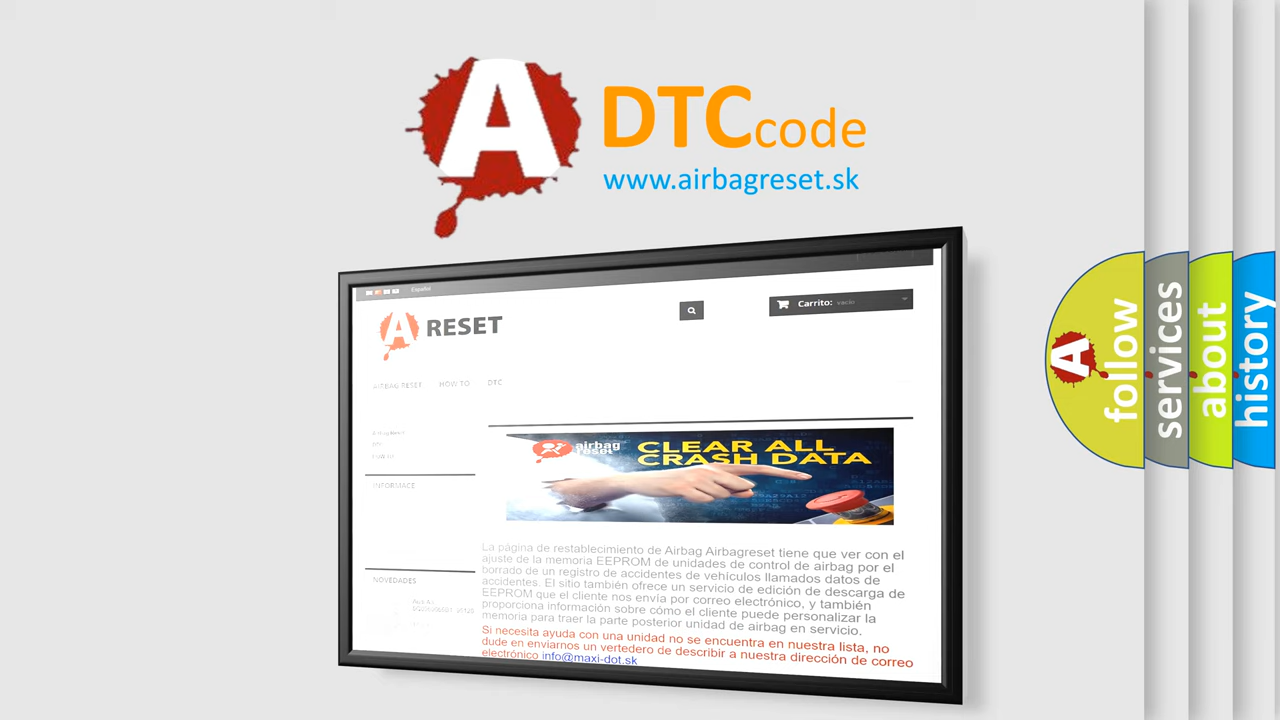 A
DTCcode
www.airbagreset.sk
Español
A RESET
Carrito: vacío
AIRBAG RESET HOW TO DTC
INFORMACE
NOVEDADES
airbag
reset
CLEAR ALL
CRASH DATA
La página de restablecimiento de Airbag Airbagreset tiene que ver con el
ajuste de la memoria EEPROM de unidades de control de airbag por el
borrado de un registro de accidentes de vehículos llamados datos de
accidentes. El sitio también ofrece un servicio de edición de descarga de
EEPROM que el cliente nos envía por correo electrónico, y también
proporciona información sobre cómo el cliente puede personalizar la
memoria para traer la parte posterior unidad de airbag en servicio.
Si necesita ayuda con una unidad no se encuentra en nuestra lista, no
dude en enviarnos un vertedero de describir a nuestra dirección de correo
electrónico info@maxi-dot.sk
A
follow
services
about
history